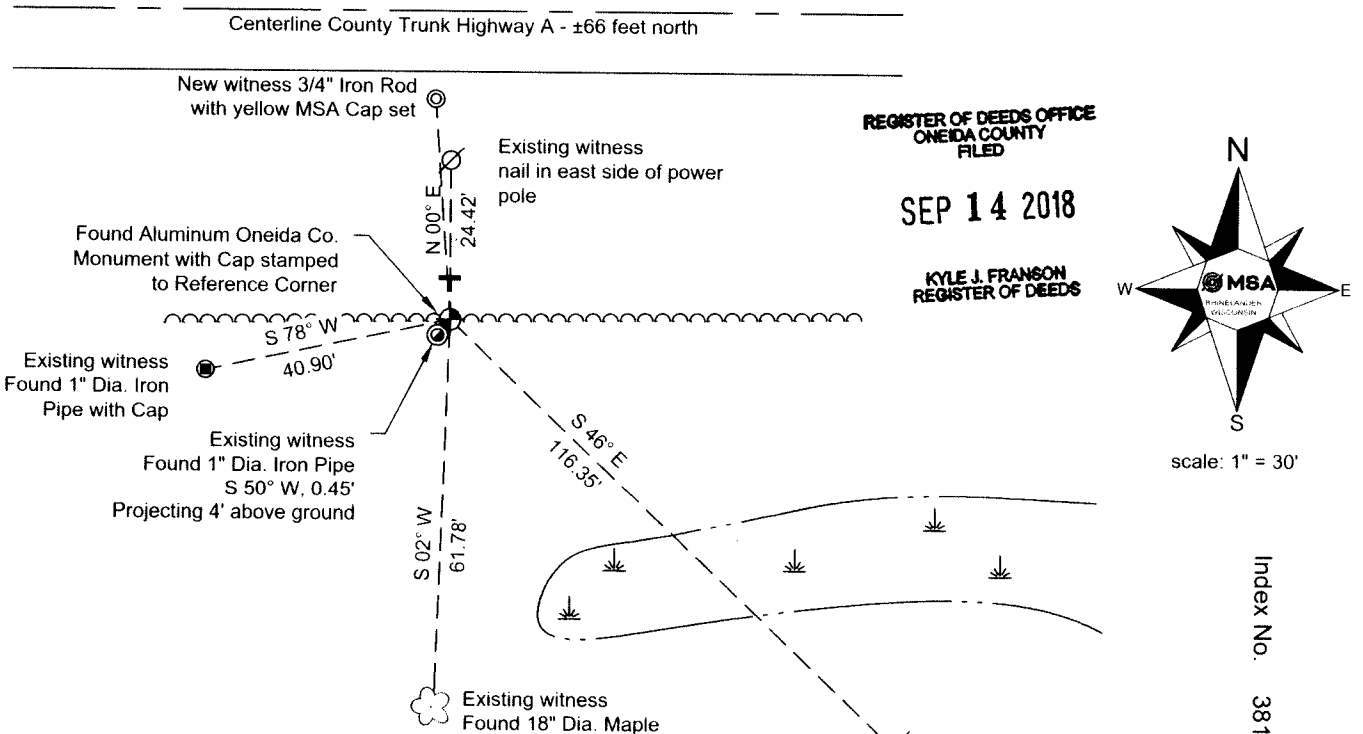 Centerline County Trunk Highway A - ±66 feet north
New witness 3/4" Iron Rod
with yellow MSA Cap set
REGISTER OF DEEDS OFFICE
ONEIDA COUNTY
FILED
SEP 14 2018
KYLE J. FRANSON
REGISTER OF DEEDS
Existing witness
nail in east side of power
pole
N 00° E
24.42'
Found Aluminum Oneida Co.
Monument with Cap stamped
to Reference Corner
N
W
E
S
MSA
RHINELANDER
WISCONSIN
scale: 1" = 30'
S 78° W
40.90'
Existing witness
Found 1" Dia. Iron
Pipe with Cap
Existing witness
Found 1" Dia. Iron Pipe
S 50° W, 0.45'
Projecting 4' above ground
S 46° E
116.35'
S 02° W
61.78'
Existing witness
Found 18" Dia. Maple
Index No. 381